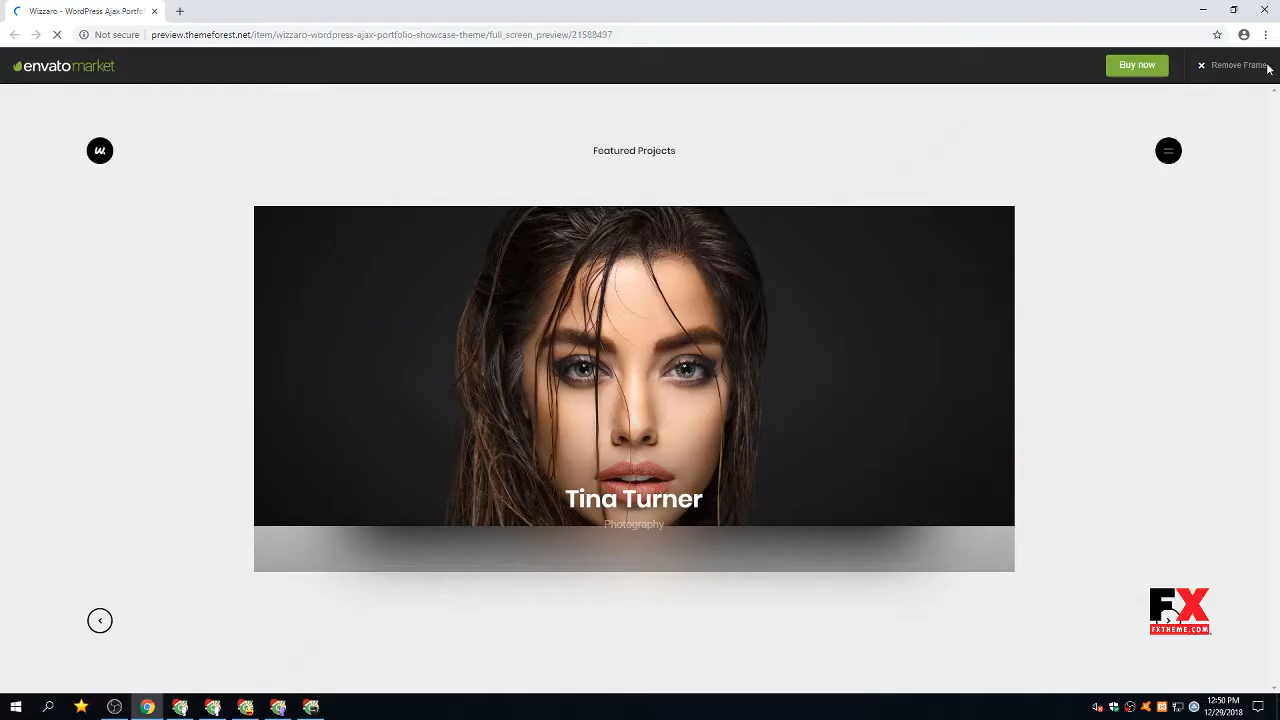 Wizzaro - WordPress Ajax Portfo
Not secure
preview.themeforest.net/item/wizzaro-wordpress-ajax-portfolio-showcase-theme/full_screen_preview/21588497
envatomarket
Buy now
Remove Frame
w.
Featured Projects
Tina Turner
Photography
FX
FXTHEME.COM
12:50 PM
12/29/2018